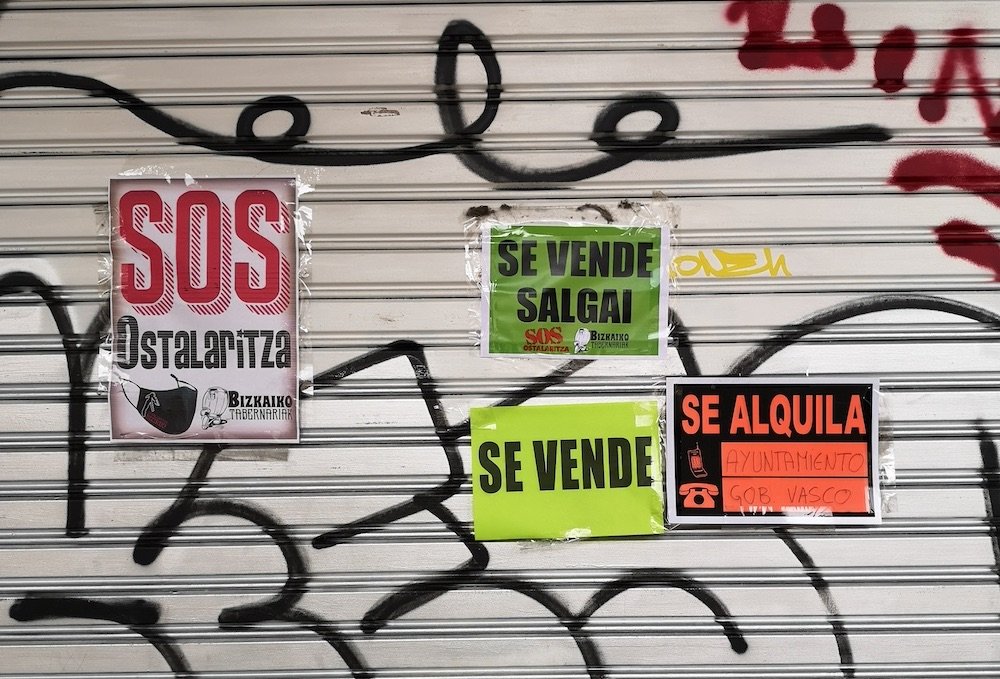 SOS
Ostalaritza
BIZKAIKO
TABERNARIAK
SE VENDE
SALGAI
SOS
OSTALARITZA
BIZKAIKO
TABERNARIAK
SE VENDE
SE ALQUILA
AYUNTAMIENTO
GOB. VASCO